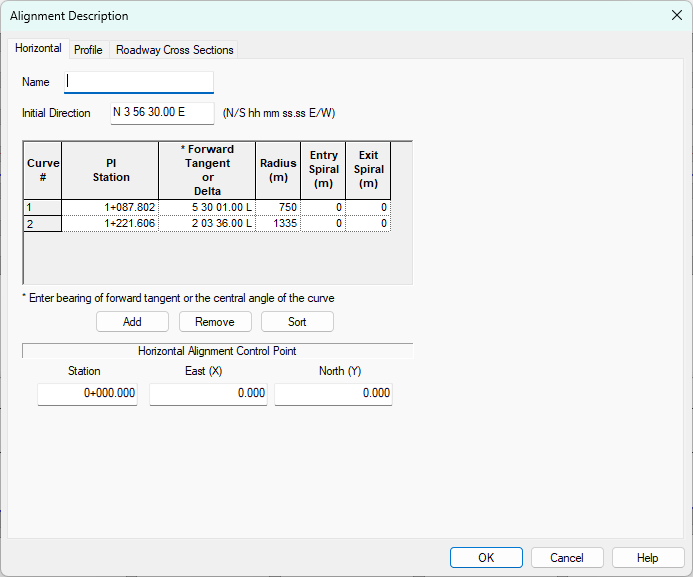 Alignment Description
Horizontal Profile Roadway Cross Sections
Name
Initial Direction N 3 56 30.00 E (N/S hh mm ss.ss E/W)
Curve # PI Station * Forward Tangent or Delta Radius (m) Entry Spiral (m) Exit Spiral (m)
1 1+087.802 5 30 01.00 L 750 0 0
2 1+221.606 2 03 36.00 L 1335 0 0
* Enter bearing of forward tangent or the central angle of the curve
Add Remove Sort
Horizontal Alignment Control Point
Station East (X) North (Y)
0+000.000 0.000 0.000
OK Cancel Help